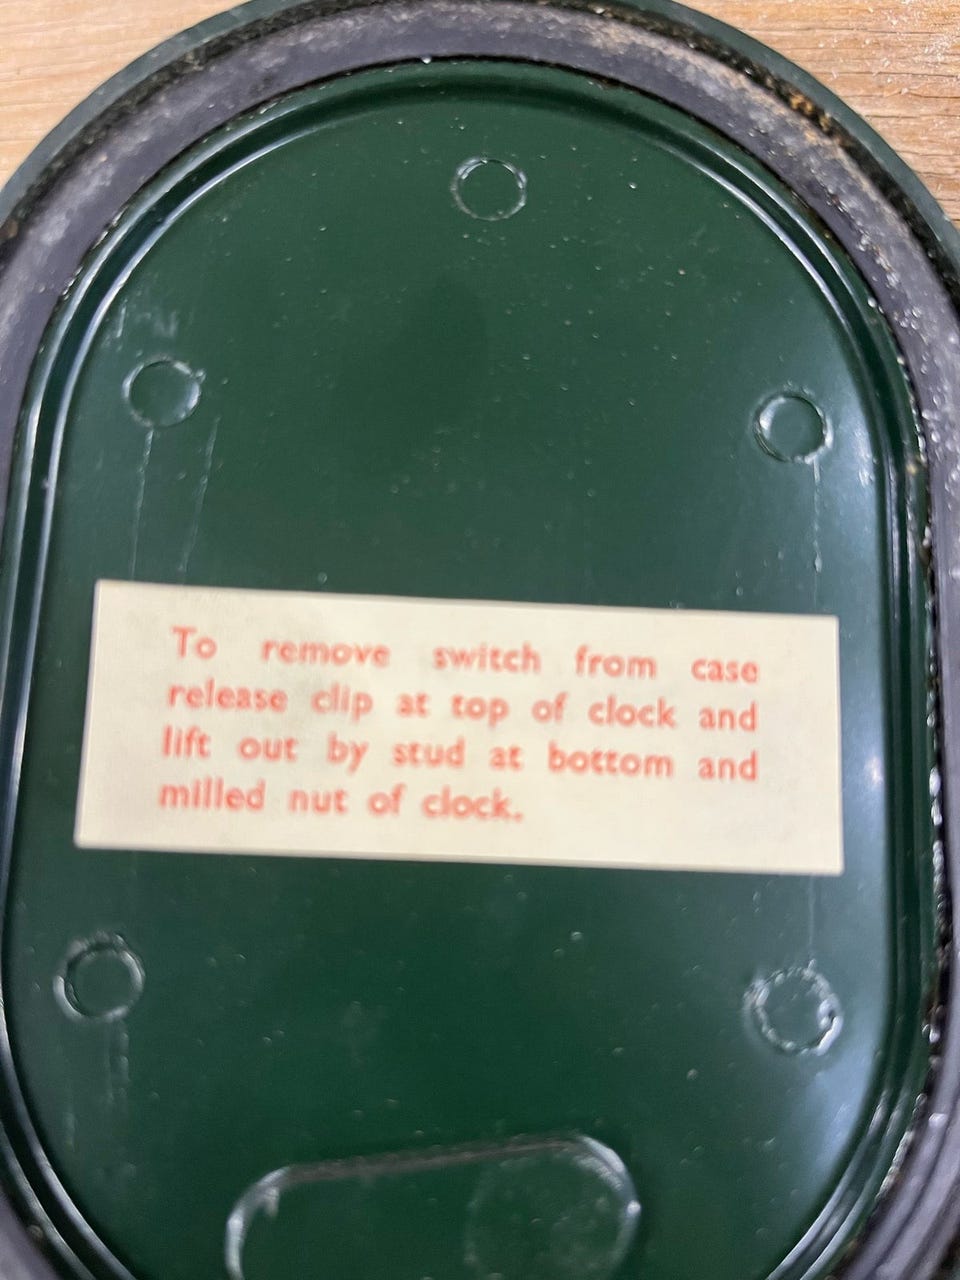 To remove switch from case
release clip at top of clock and
lift out by stud at bottom and
milled nut of clock.